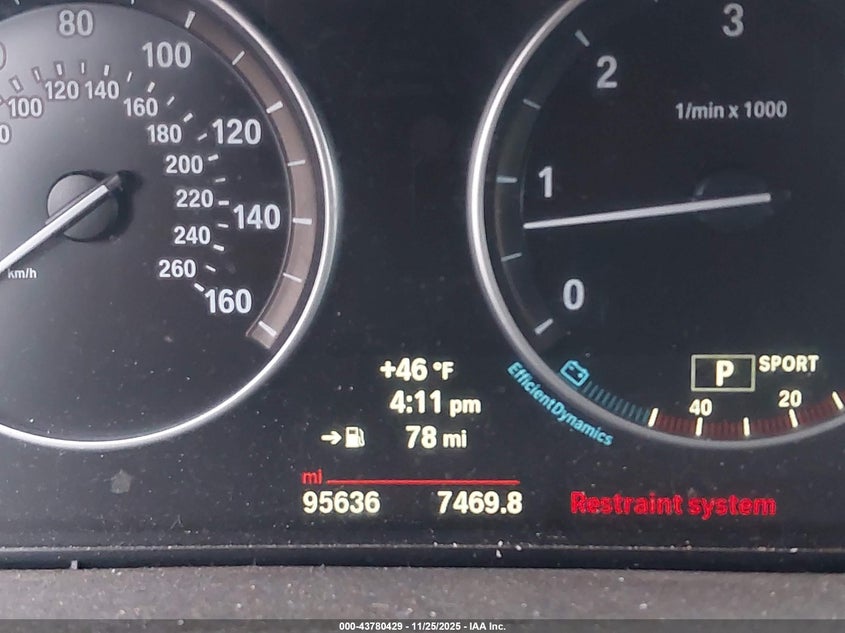 80
100
120
140
160
100
120
140
160
180
200
220
240
260
km/h
3
2
1
0
1/min x 1000
+46 °F
4:11 pm
78 mi
mi
95636 7469.8
P SPORT
40 20
EfficientDynamics
Restraint system
000-43780429 - 11/25/2025 - IAA Inc.